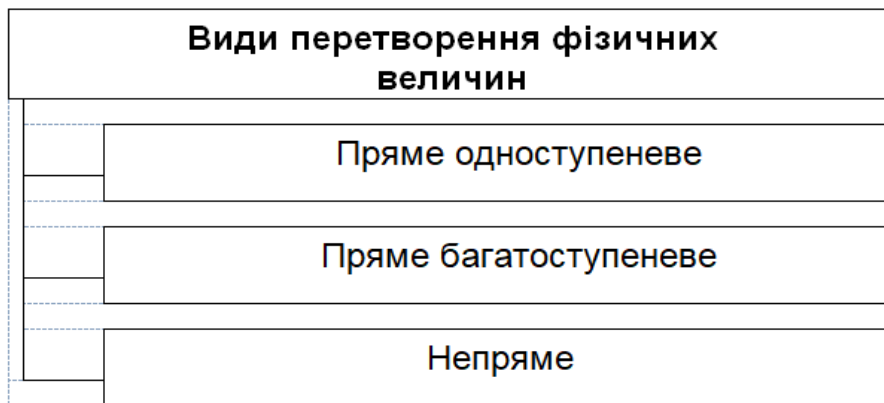 Види перетворення фізичних
величин
Пряме одноступеневе
Пряме багатоступеневе
Непряме